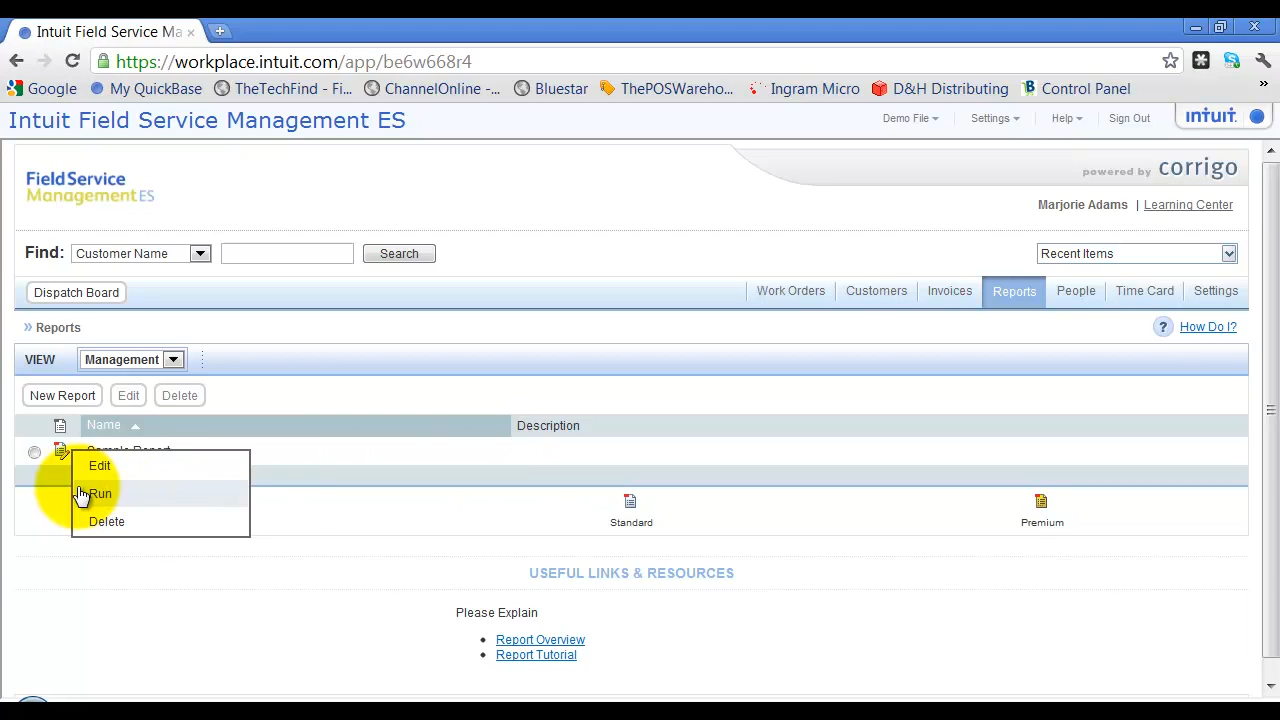 Intuit Field Service Ma
https://workplace.intuit.com/app/be6w668r4
Google My QuickBase TheTechFind - Fi... ChannelOnline -... Bluestar ThePOSWareho... Ingram Micro D&H Distributing Control Panel »
Intuit Field Service Management ES Demo File Settings Help Sign Out intuit.
Field Service
Management ES
powered by corrigo
Marjorie Adams | Learning Center
Find: Customer Name Search Recent Items
Dispatch Board Work Orders Customers Invoices Reports People Time Card Settings
» Reports ? How Do I?
VIEW Management
New Report Edit Delete
Name Description
Sample Report
Edit
Run
Delete
Standard Premium
USEFUL LINKS & RESOURCES
Please Explain
• Report Overview
• Report Tutorial